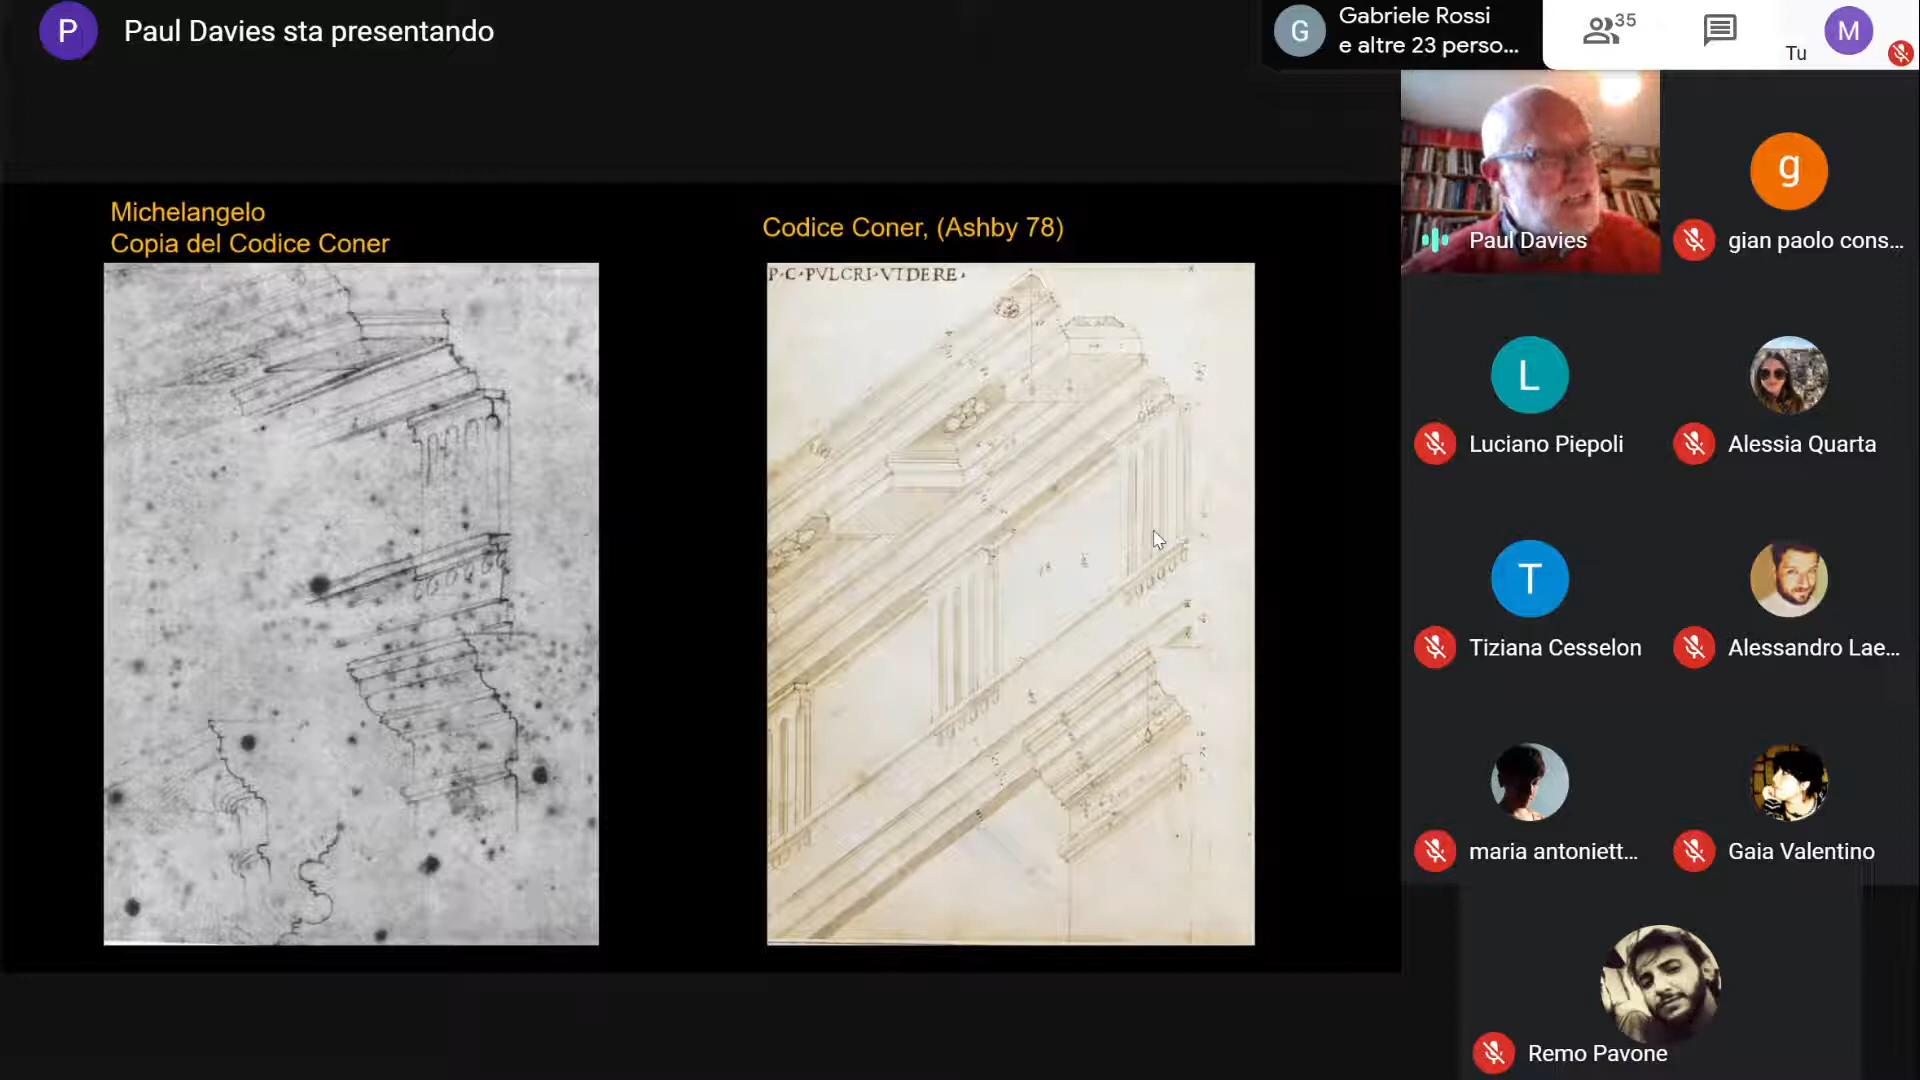 P
Paul Davies sta presentando
G
Gabriele Rossi
e altre 23 perso...
35
Tu
M
Michelangelo
Copia del Codice Coner
Codice Coner, (Ashby 78)
P·C·PVLCRI·VIDERE·
Paul Davies
g
gian paolo cons...
L
Luciano Piepoli
Alessia Quarta
T
Tiziana Cesselon
Alessandro Lae...
maria antoniett...
Gaia Valentino
Remo Pavone